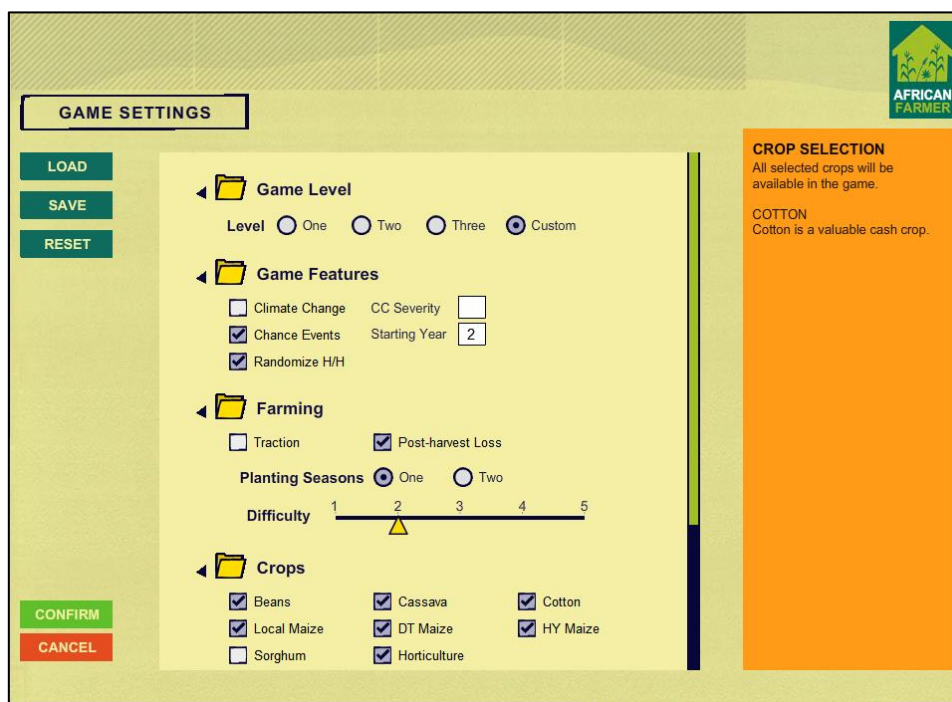 AFRICAN
FARMER
GAME SETTINGS
LOAD
SAVE
RESET
Game Level
Level One Two Three Custom
Game Features
Climate Change CC Severity
Chance Events Starting Year 2
Randomize H/H
Farming
Traction Post-harvest Loss
Planting Seasons One Two
Difficulty 1 2 3 4 5
Crops
Beans Cassava Cotton
Local Maize DT Maize HY Maize
Sorghum Horticulture
CONFIRM
CANCEL
CROP SELECTION
All selected crops will be
available in the game.
COTTON
Cotton is a valuable cash crop.